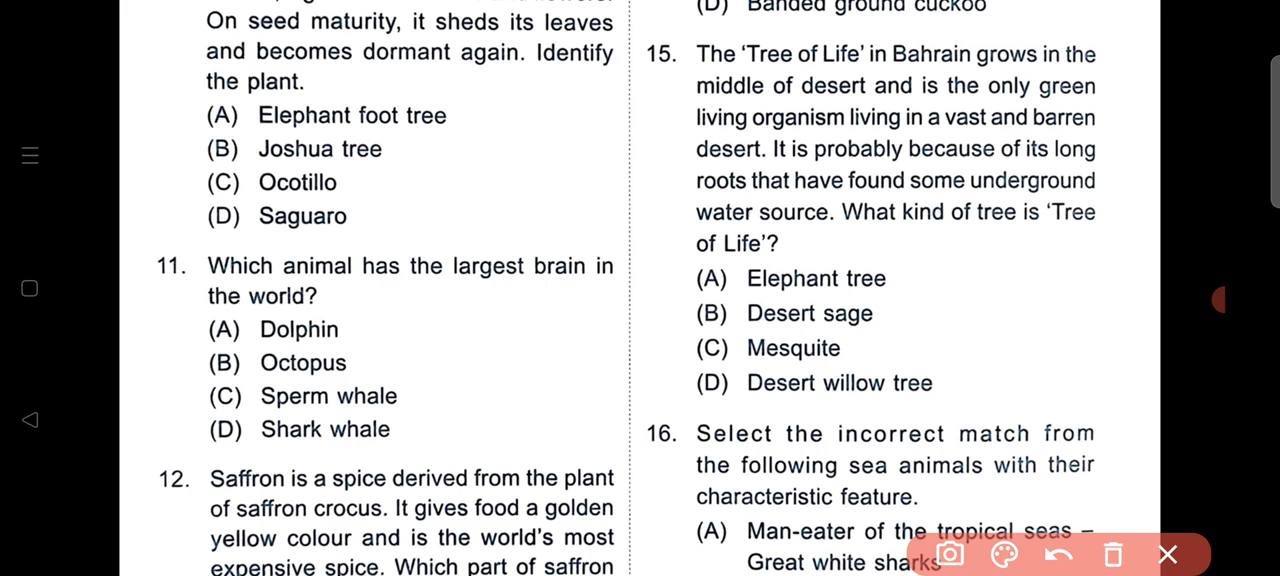 On seed maturity, it sheds its leaves
and becomes dormant again. Identify
the plant.
(A) Elephant foot tree
(B) Joshua tree
(C) Ocotillo
(D) Saguaro
11. Which animal has the largest brain in
the world?
(A) Dolphin
(B) Octopus
(C) Sperm whale
(D) Shark whale
12. Saffron is a spice derived from the plant
of saffron crocus. It gives food a golden
yellow colour and is the world's most
expensive spice. Which part of saffron
(D) Banded ground cuckoo
15. The ‘Tree of Life’ in Bahrain grows in the
middle of desert and is the only green
living organism living in a vast and barren
desert. It is probably because of its long
roots that have found some underground
water source. What kind of tree is ‘Tree
of Life’?
(A) Elephant tree
(B) Desert sage
(C) Mesquite
(D) Desert willow tree
16. Select the incorrect match from
the following sea animals with their
characteristic feature.
(A) Man-eater of the tropical seas –
Great white sharks